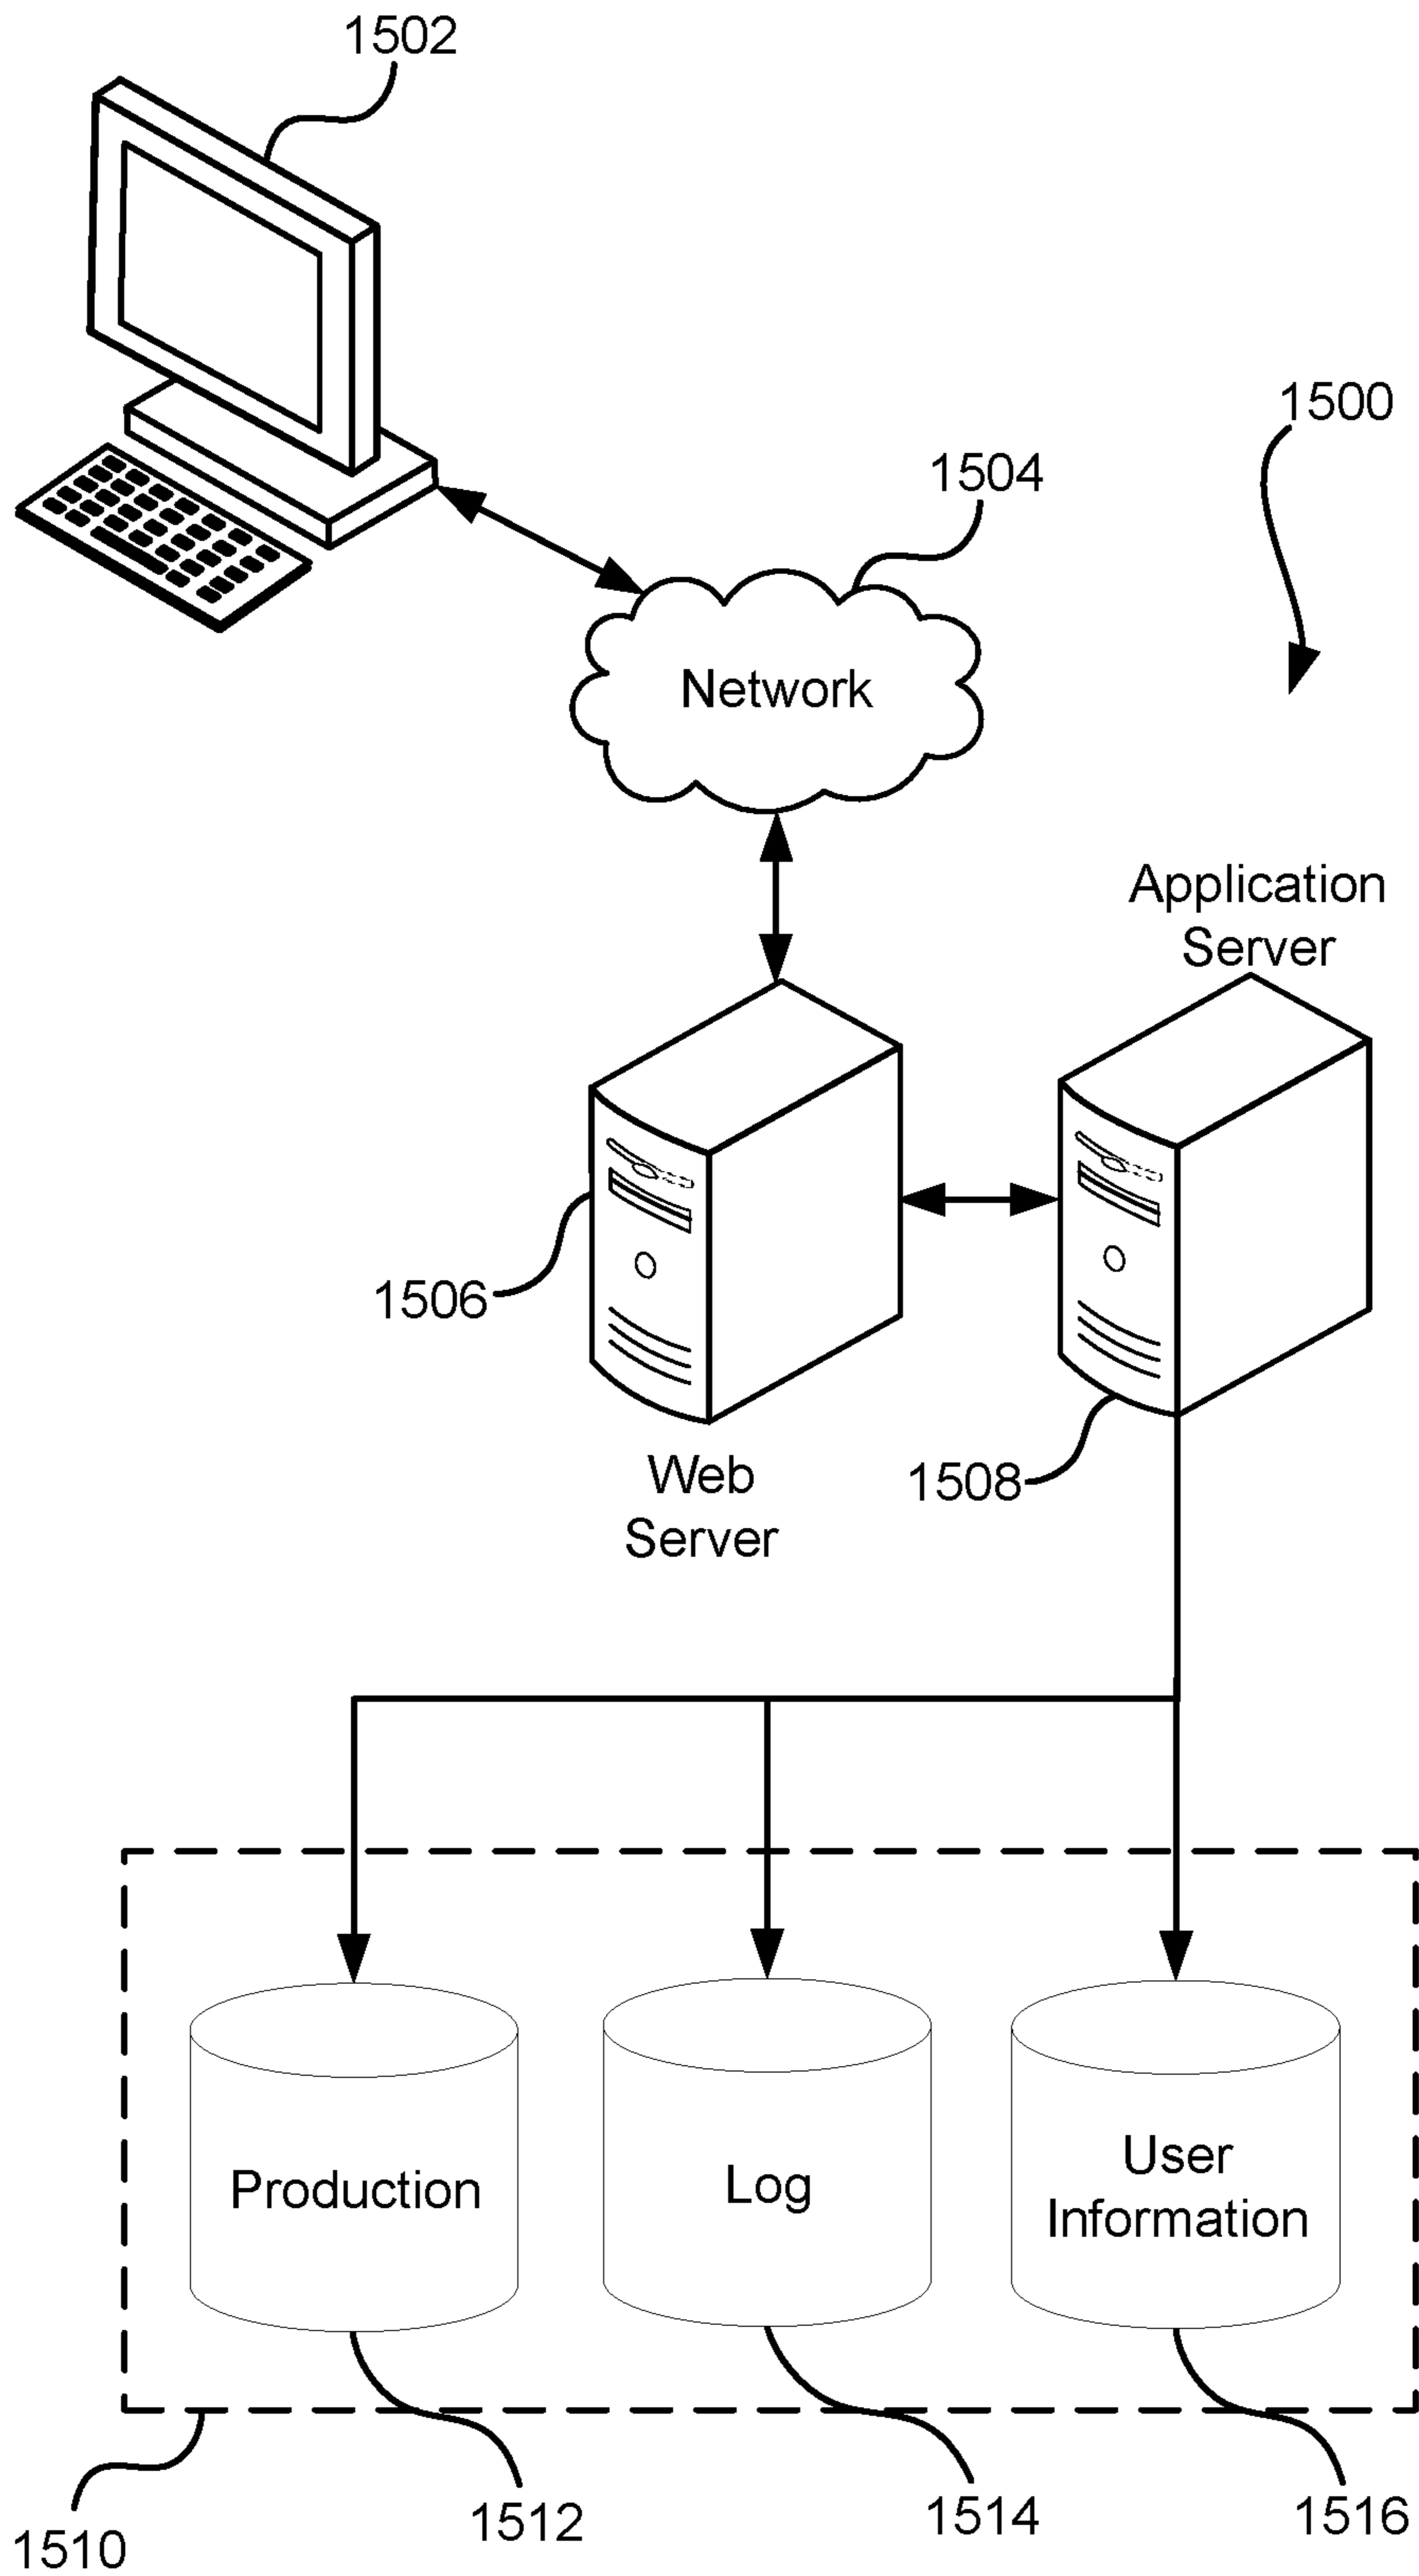 1502
1500
1504
Network
Application
Server
1506
Web
Server
1508
Production
Log
User
Information
1510
1512
1514
1516